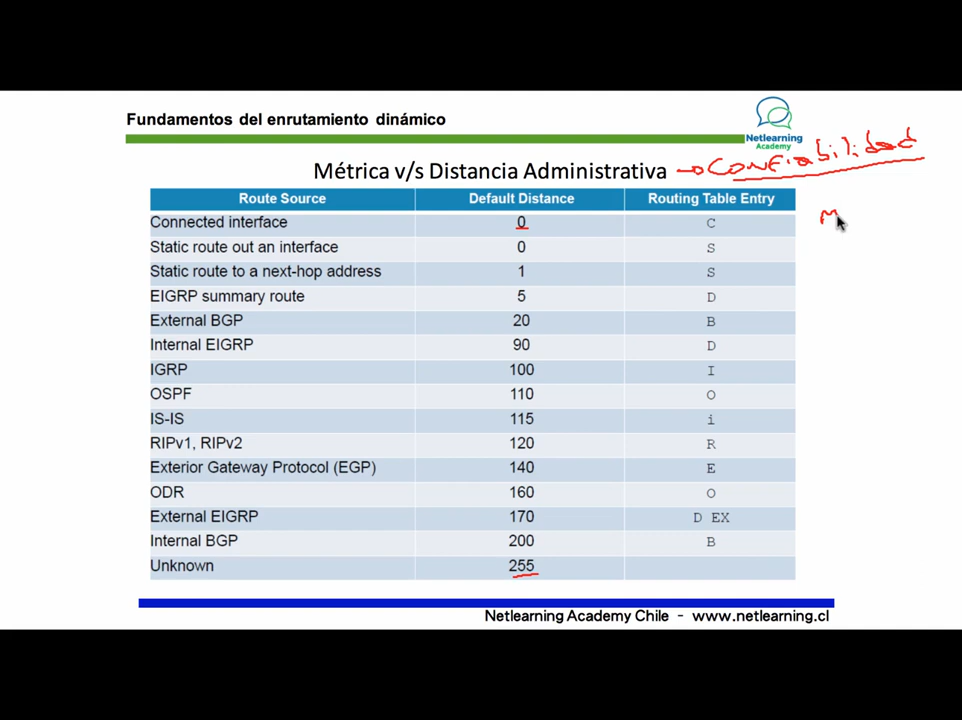 Fundamentos del enrutamiento dinámico
Netlearning
Academy
Métrica v/s Distancia Administrativa → Confiabilidad
Route Source Default Distance Routing Table Entry
Connected interface 0 C
M
Static route out an interface 0 S
Static route to a next-hop address 1 S
EIGRP summary route 5 D
External BGP 20 B
Internal EIGRP 90 D
IGRP 100 I
OSPF 110 O
IS-IS 115 i
RIPv1, RIPv2 120 R
Exterior Gateway Protocol (EGP) 140 E
ODR 160 O
External EIGRP 170 D EX
Internal BGP 200 B
Unknown 255
Netlearning Academy Chile - www.netlearning.cl